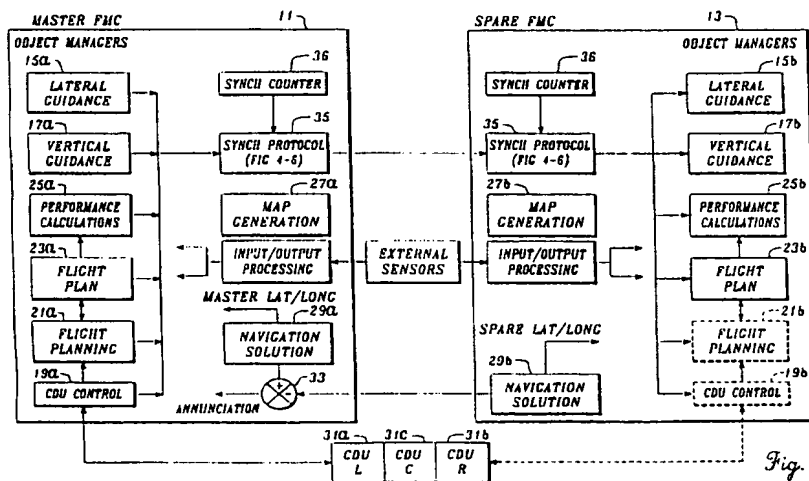 MASTER FMC
11
OBJECT MANAGERS
15a
LATERAL
GUIDANCE
17a
VERTICAL
GUIDANCE
25a
PERFORMANCE
CALCULATIONS
23a
FLIGHT
PLAN
21a
FLIGHT
PLANNING
19a
CDU CONTROL
36
SYNCH COUNTER
35
SYNCH PROTOCOL
(FIG 4-6)
27a
MAP
GENERATION
INPUT/OUTPUT
PROCESSING
MASTER LAT/LONG
29a
NAVIGATION
SOLUTION
33
+
-
ANNUNCIATION
EXTERNAL
SENSORS
SPARE FMC
13
OBJECT MANAGERS
36
SYNCH COUNTER
35
SYNCH PROTOCOL
(FIG 4-6)
27b
MAP
GENERATION
INPUT/OUTPUT
PROCESSING
SPARE LAT/LONG
29b
NAVIGATION
SOLUTION
15b
LATERAL
GUIDANCE
17b
VERTICAL
GUIDANCE
25b
PERFORMANCE
CALCULATIONS
23b
FLIGHT
PLAN
21b
FLIGHT
PLANNING
19b
CDU CONTROL
31a
31c
31b
CDU
L
CDU
C
CDU
R
Fig.